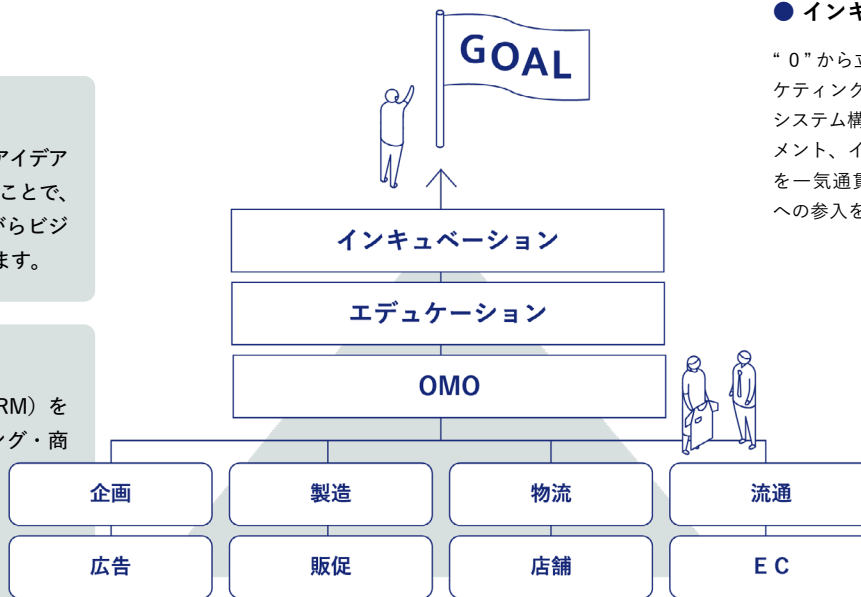 GOAL
インキュベーション
エデュケーション
OMO
企画
製造
物流
流通
広告
販促
店舗
EC
アイデア
ことで、
がらビジ
ます。
RM）を
グ・商
● インキ
“0”から
ケティング
システム構
メント、イ
を一気通貫
への参入を